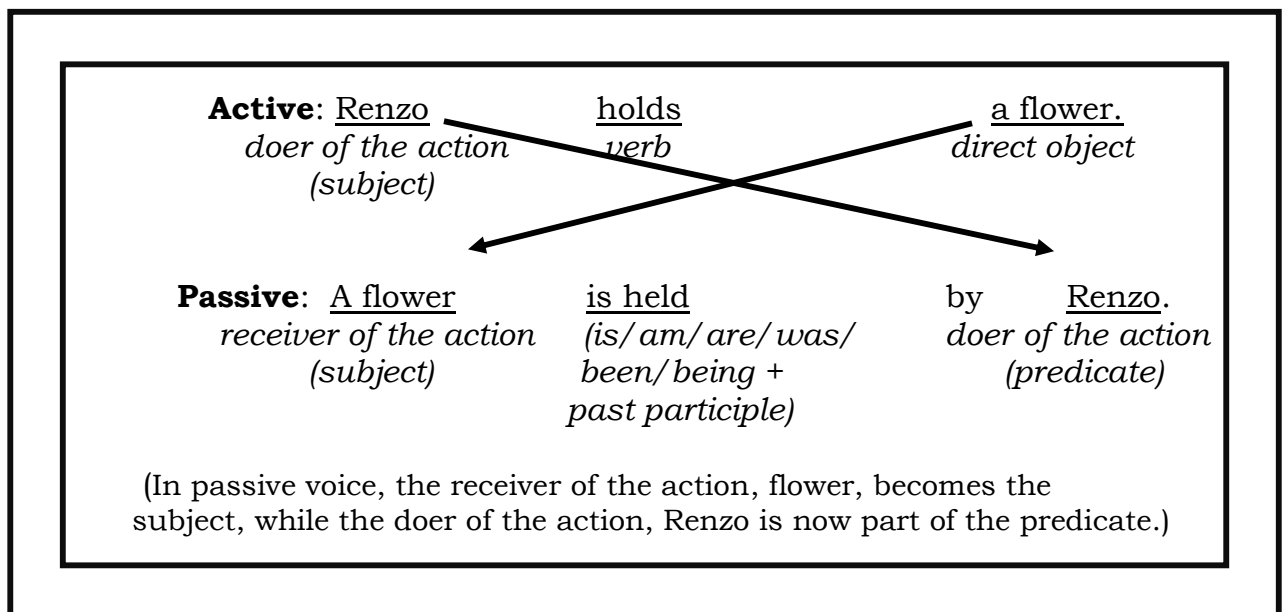 Active: Renzo holds a flower.
doer of the action verb direct object
(subject)
Passive: A flower is held by Renzo.
receiver of the action (is/am/are/was/ doer of the action
(subject) been/being + (predicate)
past participle)
(In passive voice, the receiver of the action, flower, becomes the
subject, while the doer of the action, Renzo is now part of the predicate.)